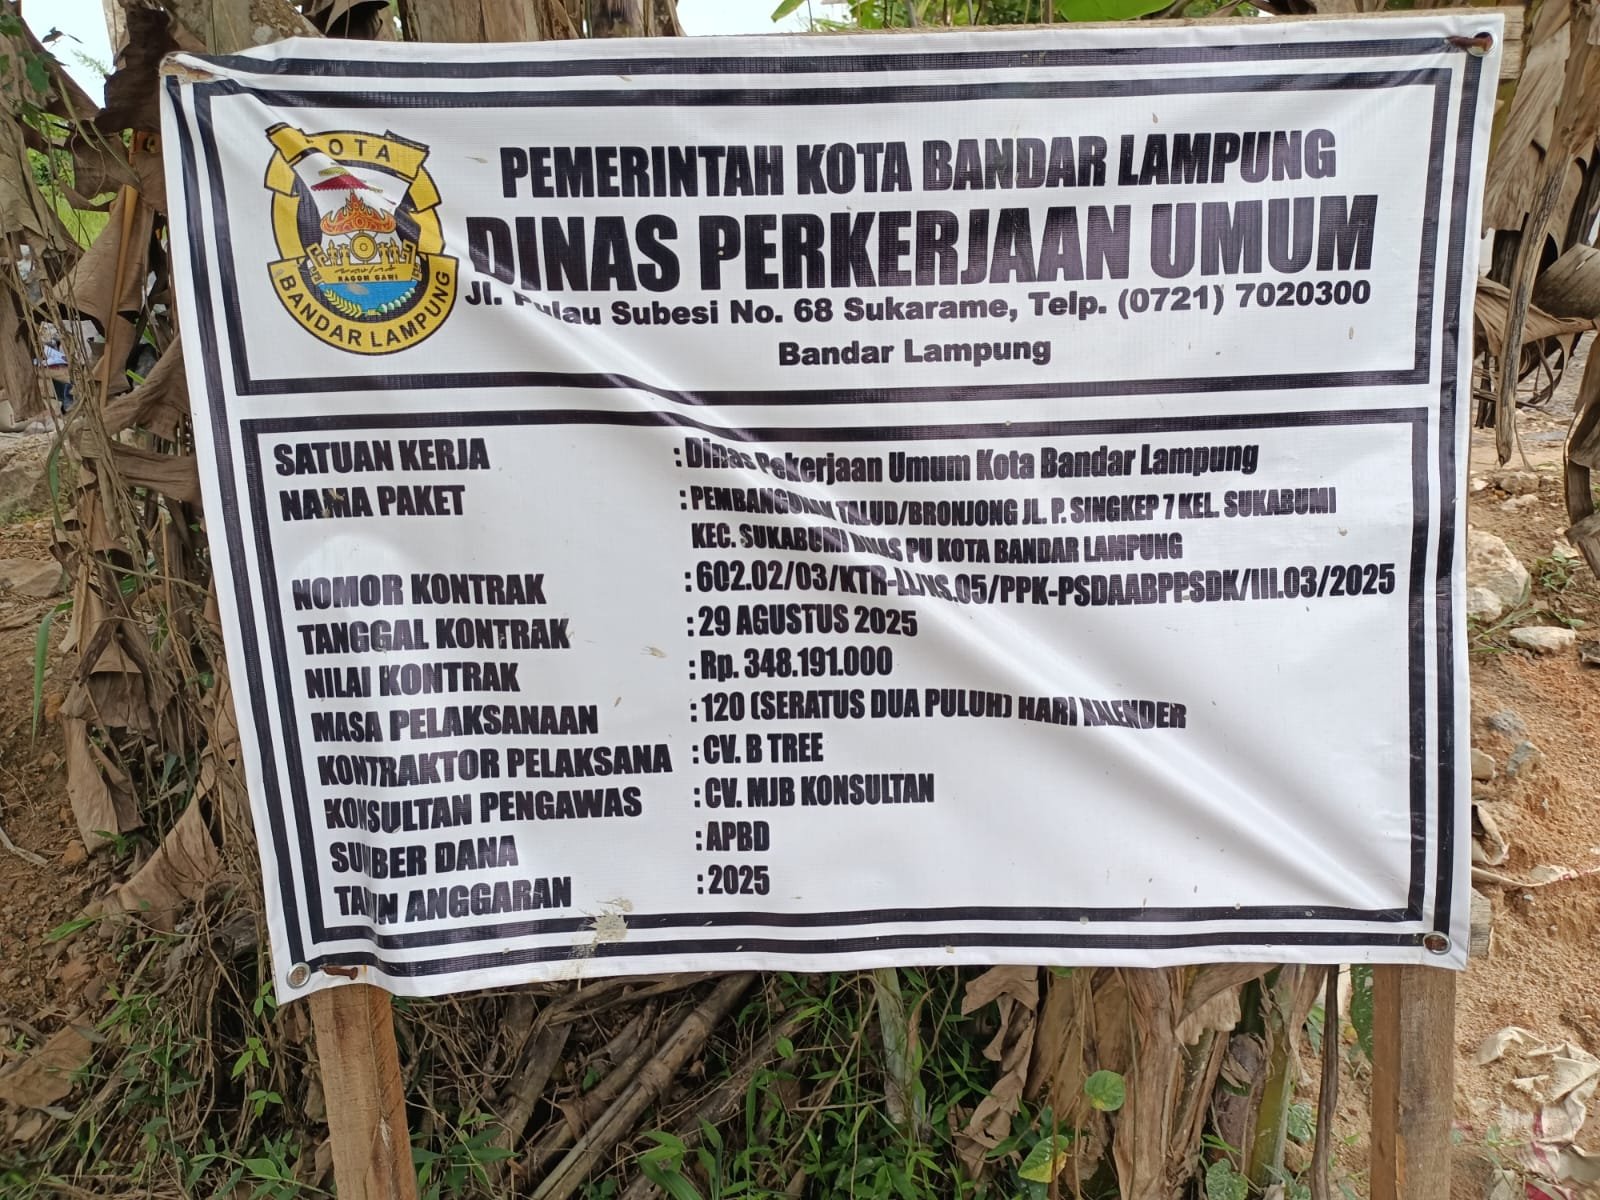 KOTA
RAGOM GAWI
BANDAR LAMPUNG
PEMERINTAH KOTA BANDAR LAMPUNG
DINAS PERKERJAAN UMUM
Jl. Pulau Subesi No. 68 Sukarame, Telp. (0721) 7020300
Bandar Lampung
SATUAN KERJA : Dinas Pekerjaan Umum Kota Bandar Lampung
NAMA PAKET : PEMBANGUNAN TALUD/BRONJONG JL. P. SINGKEP 7 KEL. SUKABUMI
KEC. SUKABUMI DINAS PU KOTA BANDAR LAMPUNG
NOMOR KONTRAK : 602.02/03/KTR-LL/NS.05/PPK-PSDAABPPSDK/III.03/2025
TANGGAL KONTRAK : 29 AGUSTUS 2025
NILAI KONTRAK : Rp. 348.191.000
MASA PELAKSANAAN : 120 (SERATUS DUA PULUH) HARI KALENDER
KONTRAKTOR PELAKSANA : CV. B TREE
KONSULTAN PENGAWAS : CV. MJB KONSULTAN
SUMBER DANA : APBD
TAHUN ANGGARAN : 2025